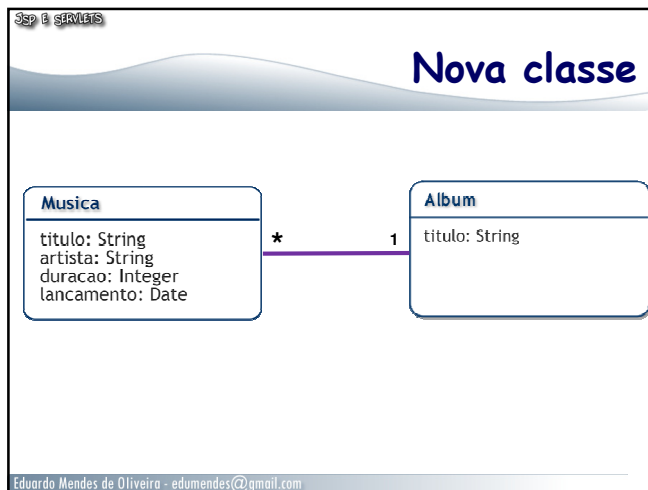 JSP E SERVLETS
Nova classe
Musica
titulo: String
artista: String
duracao: Integer
lancamento: Date
* 1
Album
titulo: String
Eduardo Mendes de Oliveira - edumendes@gmail.com